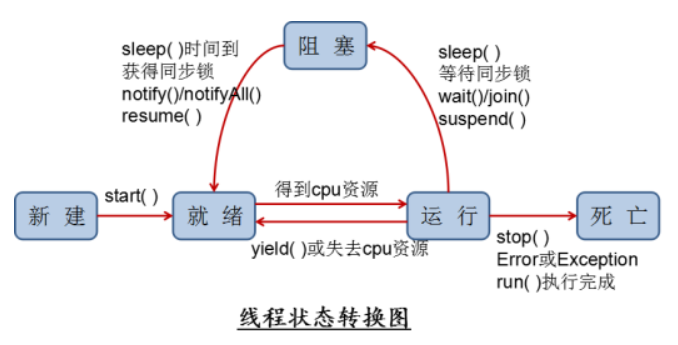 阻 塞
sleep( )时间到
获得同步锁
notify()/notifyAll()
resume( )
sleep( )
等待同步锁
wait()/join()
suspend( )
新 建
start( )
就 绪
得到cpu资源
yield( )或失去cpu资源
运 行
死 亡
stop( )
Error或Exception
run( )执行完成
线程状态转换图